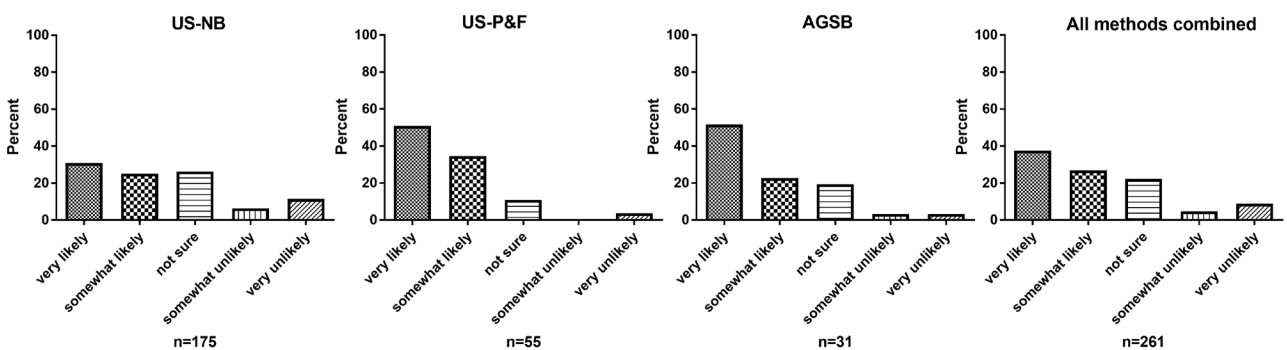 US-NB
100
80
60
40
20
0
Percent
very likely
somewhat likely
not sure
somewhat unlikely
very unlikely
n=175
US-P&F
100
80
60
40
20
0
Percent
very likely
somewhat likely
not sure
somewhat unlikely
very unlikely
n=55
AGSB
100
80
60
40
20
0
Percent
very likely
somewhat likely
not sure
somewhat unlikely
very unlikely
n=31
All methods combined
100
80
60
40
20
0
Percent
very likely
somewhat likely
not sure
somewhat unlikely
very unlikely
n=261